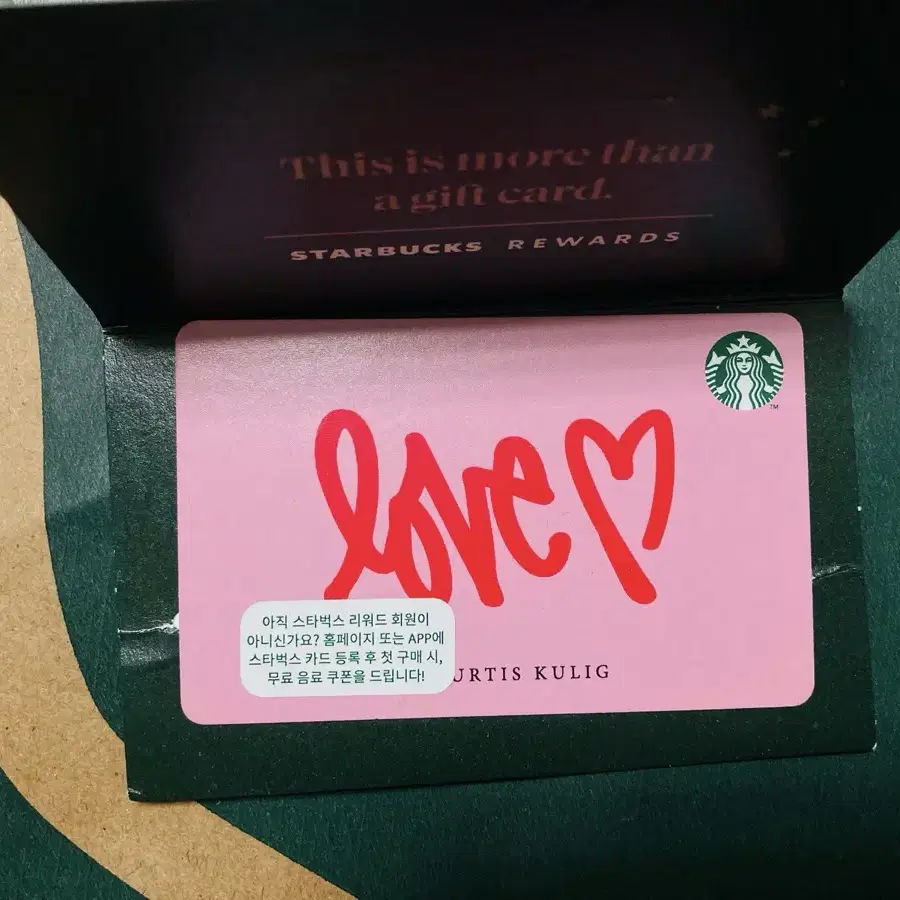 This is more than
a gift card.
STARBUCKS REWARDS
love
아직 스타벅스 리워드 회원이
아니신가요? 홈페이지 또는 APP에
스타벅스 카드 등록 후 첫 구매 시,
무료 음료 쿠폰을 드립니다!
URTIS KULIG
TM